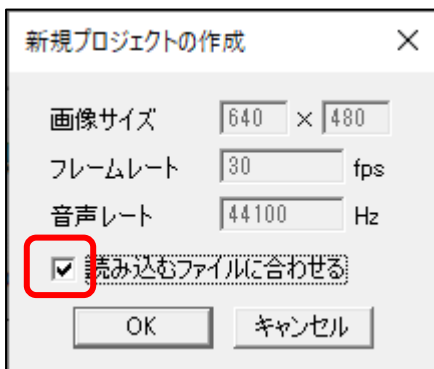 新規プロジェクトの作成
画像サイズ 640 × 480
フレームレート 30 fps
音声レート 44100 Hz
読み込むファイルに合わせる
OK キャンセル